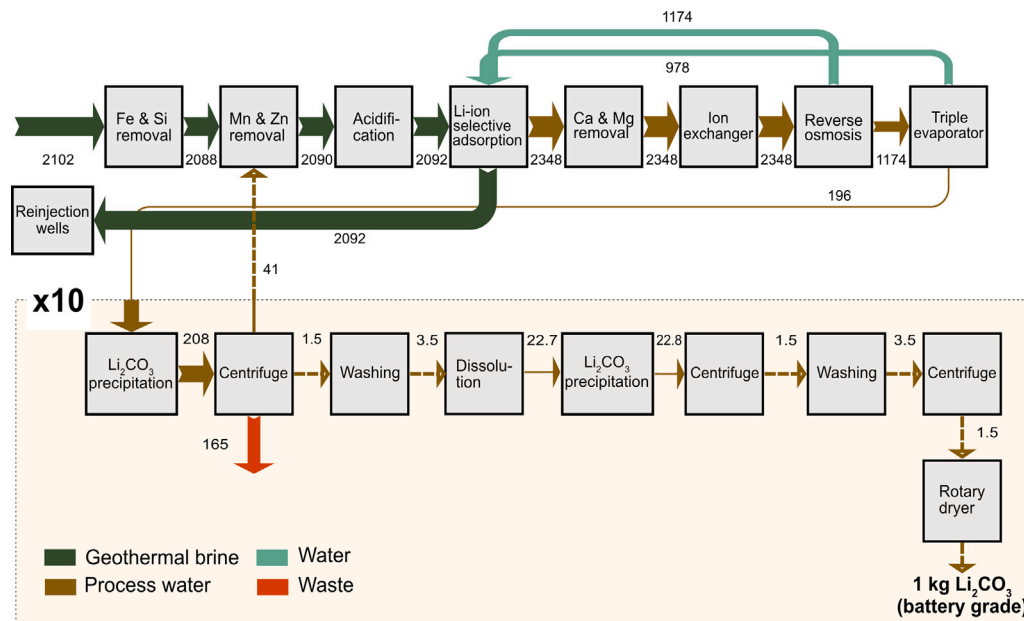 1174
978
Fe & Si
removal
Mn & Zn
removal
Acidifi-
cation
Li-ion
selective
adsorption
Ca & Mg
removal
Ion
exchanger
Reverse
osmosis
Triple
evaporator
2102
2088
2090
2092
2348
2348
2348
1174
Reinjection
wells
196
2092
41
x10
Li₂CO₃
precipitation
208
Centrifuge
1.5
Washing
3.5
Dissolu-
tion
22.7
Li₂CO₃
precipitation
22.8
Centrifuge
1.5
Washing
3.5
Centrifuge
165
1.5
Rotary
dryer
Geothermal brine
Water
Process water
Waste
1 kg Li₂CO₃
(battery grade)